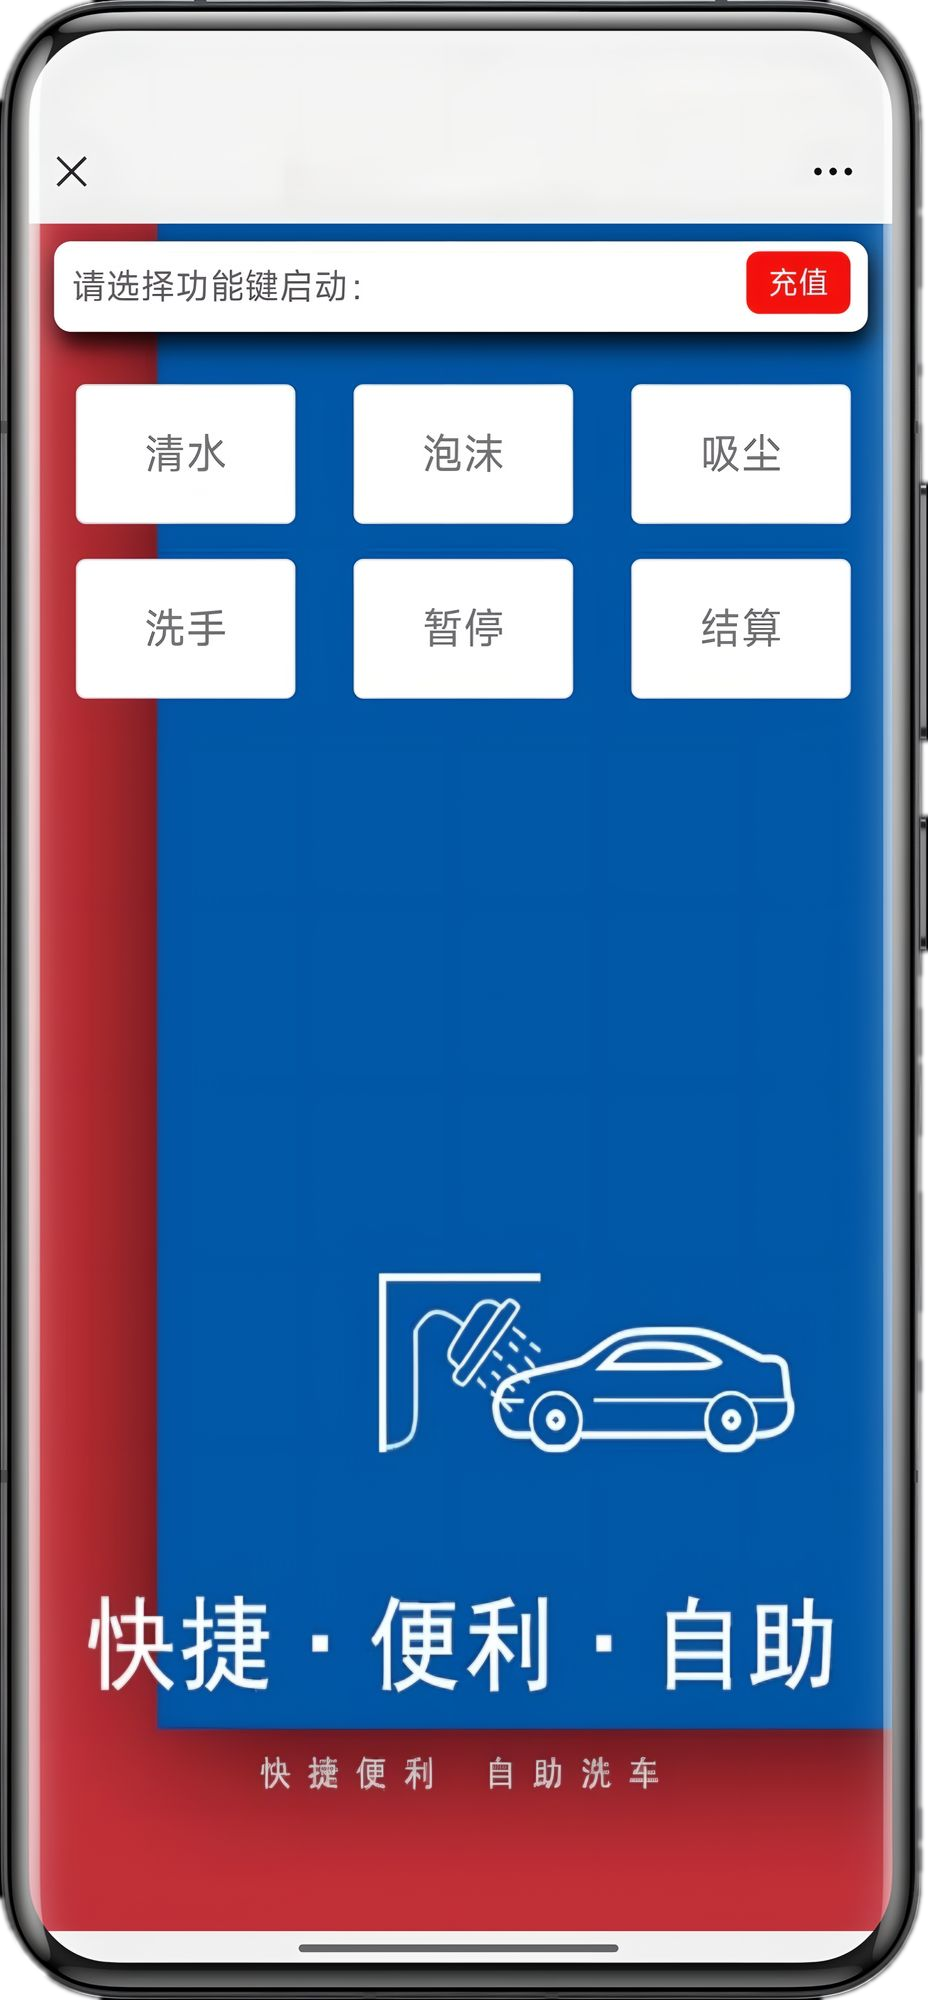 请选择功能键启动：
充值
清水 泡沫 吸尘
洗手 暂停 结算
快捷·便利·自助
快捷便利 自助洗车